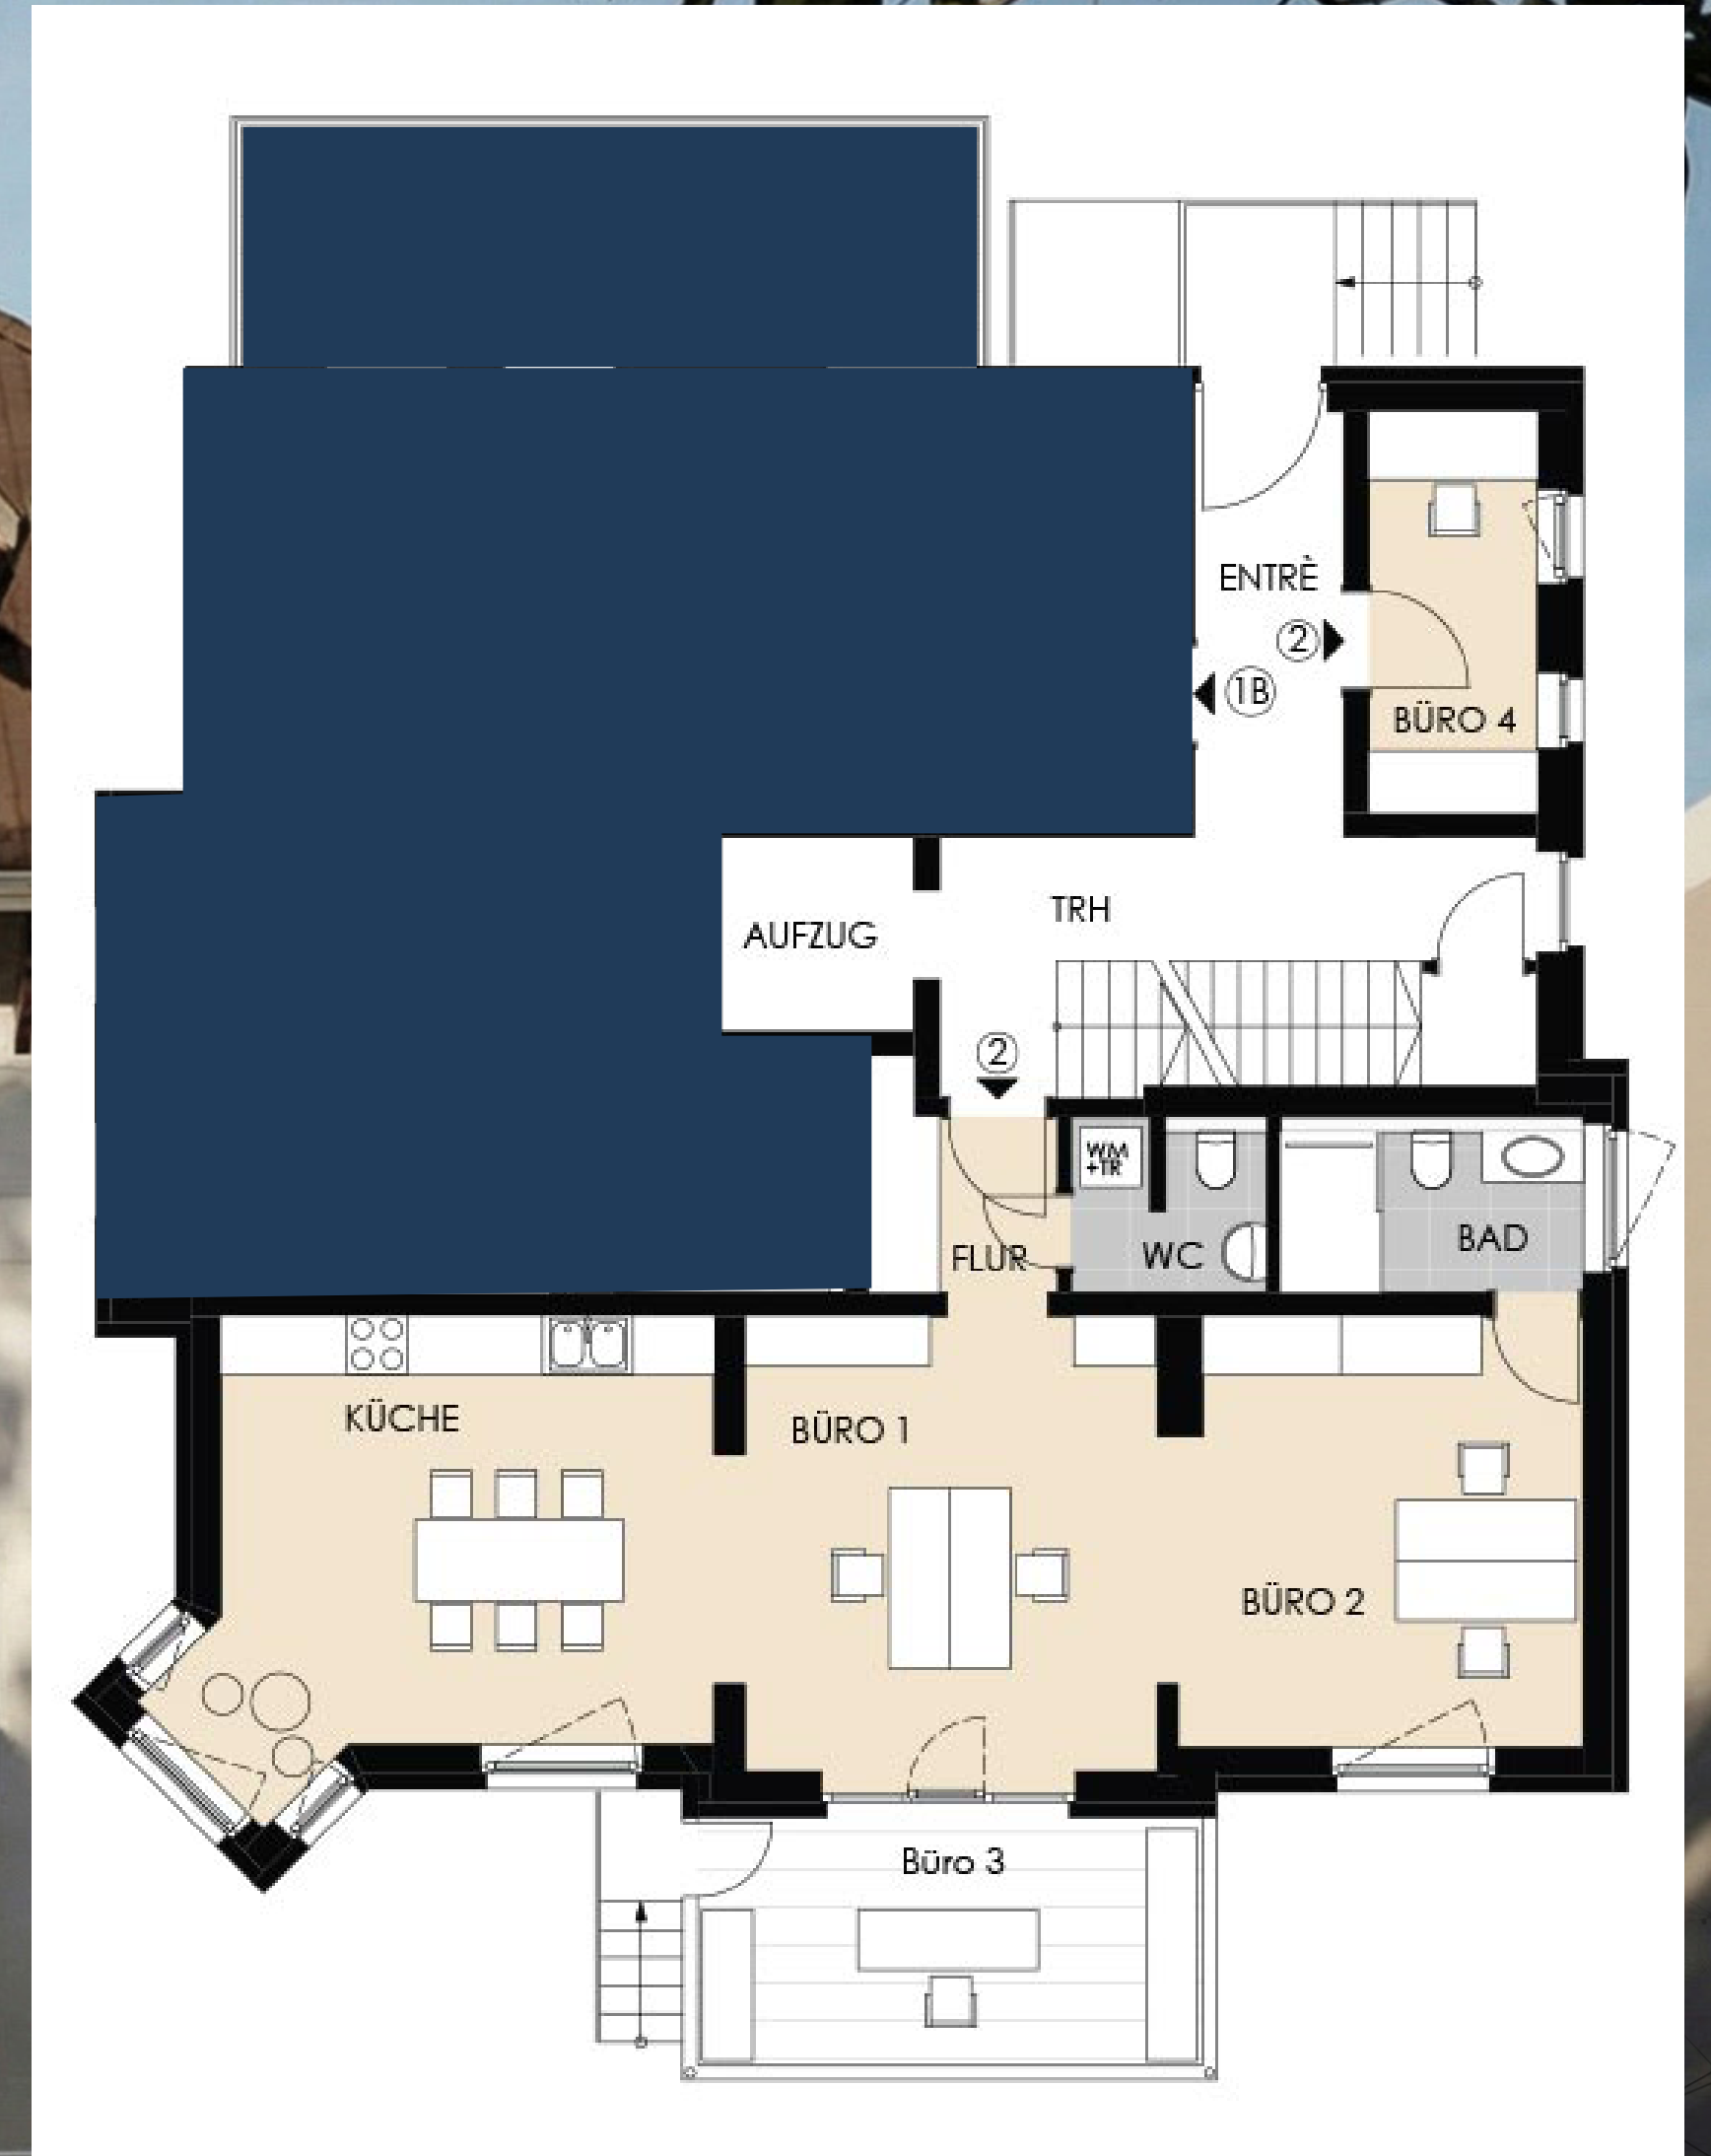 ENTRÈ
2
1B
BÜRO 4
TRH
AUFZUG
2
WM
+TR
FLUR
WC
BAD
KÜCHE
BÜRO 1
BÜRO 2
Büro 3